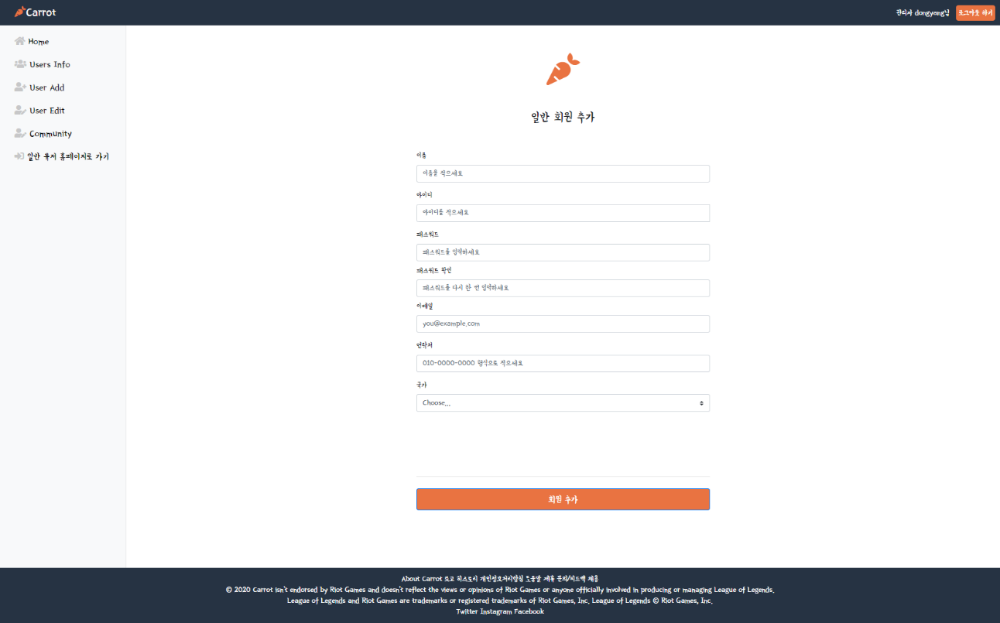 Carrot
관리자 dongyang님
로그아웃 하기
Home
Users Info
User Add
User Edit
Community
일반 유저 홈페이지로 가기
일반 회원 추가
이름
이름을 적으세요
아이디
아이디를 적으세요
패스워드
패스워드를 입력하세요
패스워드 확인
패스워드를 다시 한 번 입력하세요
이메일
you@example.com
연락처
010-0000-0000 형식으로 적으세요
국가
Choose...
회원 추가
About Carrot 로고 히스토리 개인정보처리방침 도움말 제휴 문의/피드백 채용
© 2020 Carrot isn't endorsed by Riot Games and doesn't reflect the views or opinions of Riot Games or anyone officially involved in producing or managing League of Legends.
League of Legends and Riot Games are trademarks or registered trademarks of Riot Games, Inc. League of Legends © Riot Games, Inc.
Twitter Instagram Facebook